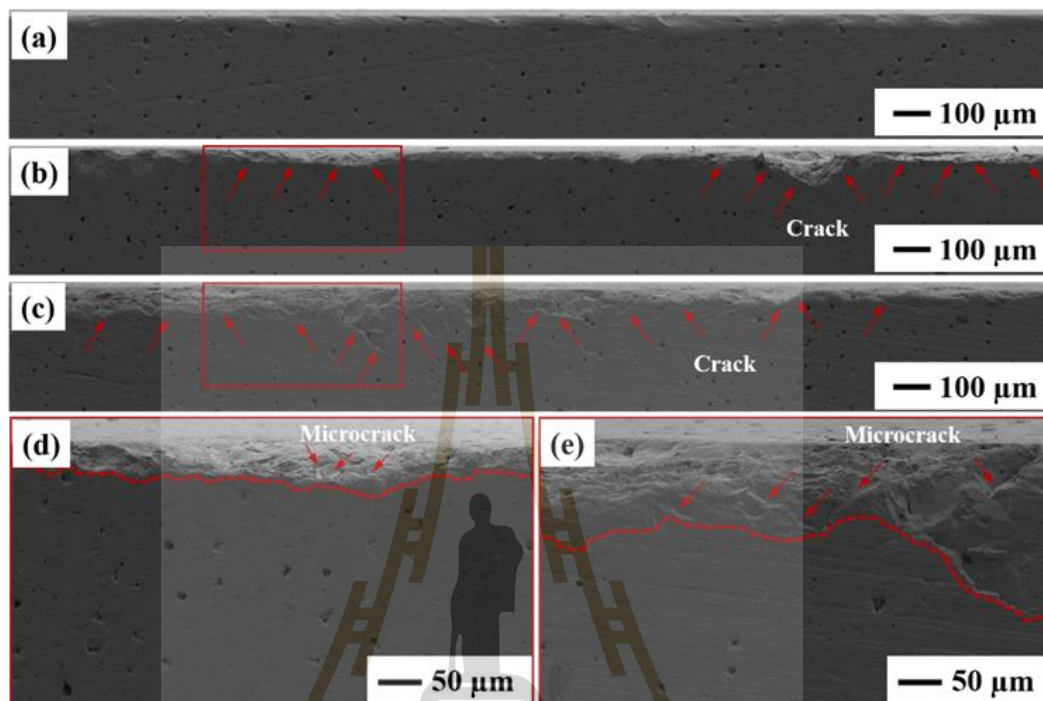 (a)
100 µm
(b)
Crack
100 µm
(c)
Crack
100 µm
(d)
Microcrack
50 µm
(e)
Microcrack
50 µm